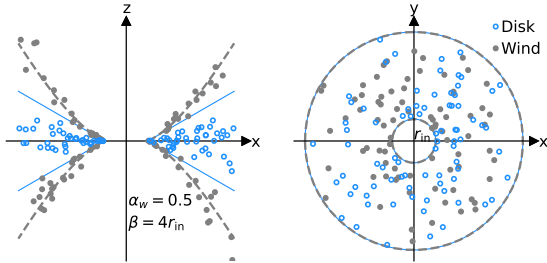 z
x
α_w = 0.5
β = 4r_in
y
x
r_in
Disk
Wind